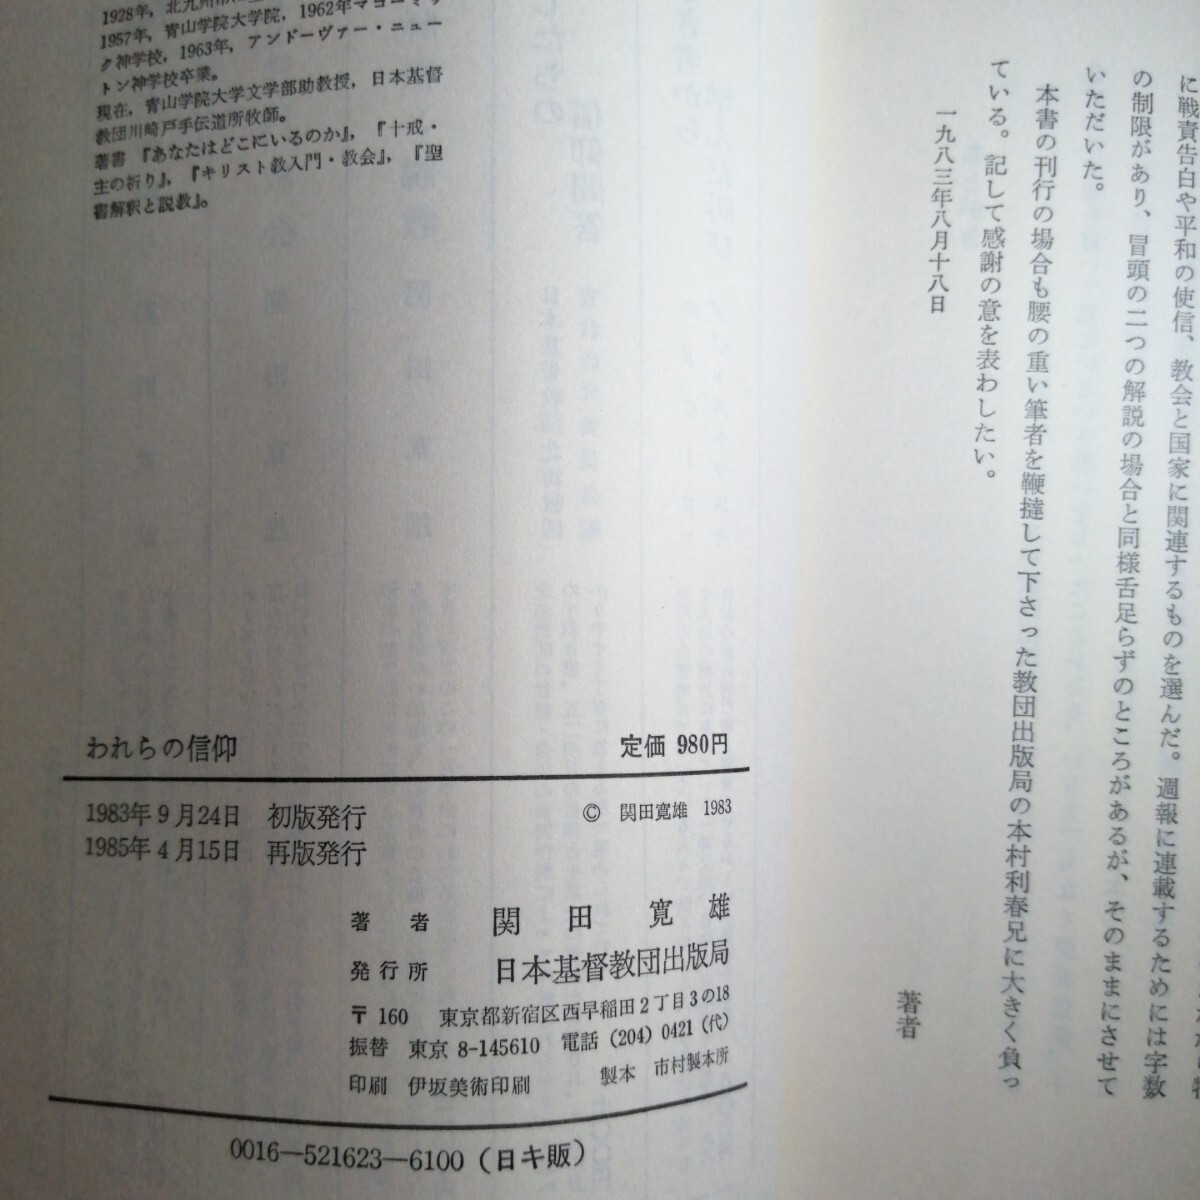 に戦責告白や平和の使信、教会と国家に関連するものを選んだ。週報に連載するためには字数
の制限があり、冒頭の二つの解説の場合と同様舌足らずのところがあるが、そのままにさせて
いただいた。
本書の刊行の場合も腰の重い筆者を鞭撻して下さった教団出版局の本村利春兄に大きく負っ
ている。記して感謝の意を表わしたい。
一九八三年八月十八日
著者
1957年，青山学院大学院，1962年マコーミッ
ク神学校，1963年，アンドーヴァー・ニュー
トン神学校卒業。
現在，青山学院大学文学部助教授，日本基督
教団川崎戸手伝道所牧師。
著書『あなたはどこにいるのか』，『十戒・
主の祈り』，『キリスト教入門・教会』，『聖
書解釈と説教』。
われらの信仰 定価 980円
1983年9月24日 初版発行 © 関田寛雄 1983
1985年4月15日 再版発行
著者 関田寛雄
発行所 日本基督教団出版局
〒160 東京都新宿区西早稲田2丁目3の18
振替 東京 8-145610 電話 (204) 0421 (代)
印刷 伊坂美術印刷 製本 市村製本所
0016—521623—6100（日キ販）